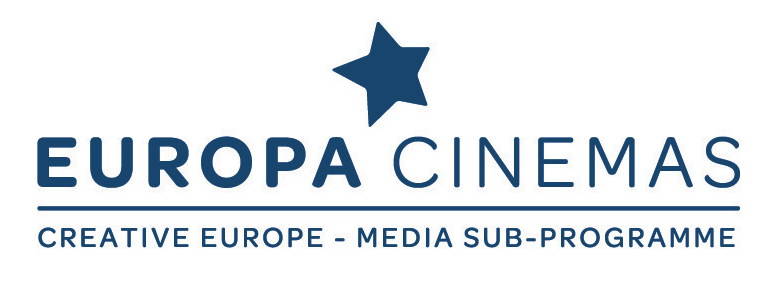 EUROPA CINEMAS
CREATIVE EUROPE - MEDIA SUB-PROGRAMME